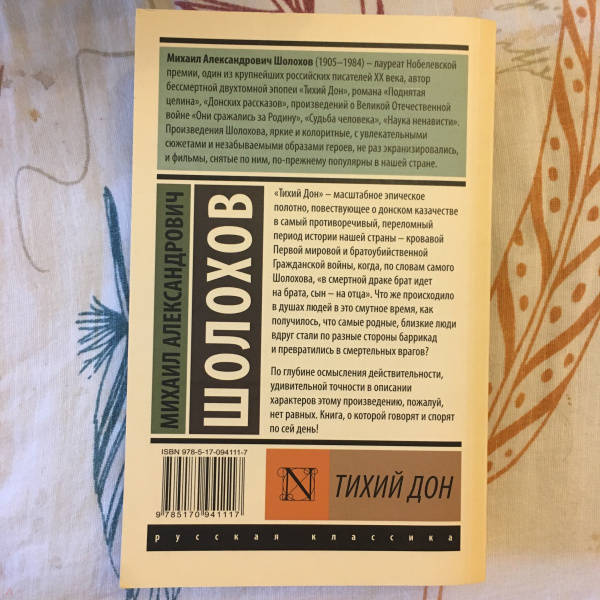 Михаил Александрович Шолохов (1905–1984) – лауреат Нобелевской
премии, один из крупнейших российских писателей XX века, автор
бессмертной двухтомной эпопеи «Тихий Дон», романа «Поднятая
целина», «Донских рассказов», произведений о Великой Отечественной
войне «Они сражались за Родину», «Судьба человека», «Наука ненависти».
Произведения Шолохова, яркие и колоритные, с увлекательными
сюжетами и незабываемыми образами героев, не раз экранизировались,
и фильмы, снятые по ним, по-прежнему популярны в нашей стране.
МИХАИЛ АЛЕКСАНДРОВИЧ
ШОЛОХОВ
«Тихий Дон» – масштабное эпическое
полотно, повествующее о донском казачестве
в самый противоречивый, переломный
период истории нашей страны – кровавой
Первой мировой и братоубийственной
Гражданской войны, когда, по словам самого
Шолохова, «в смертной драке брат идет
на брата, сын – на отца». Что же происходило
в душах людей в это смутное время, как
получилось, что самые родные, близкие люди
вдруг стали по разные стороны баррикад
и превратились в смертельных врагов?
По глубине осмысления действительности,
удивительной точности в описании
характеров этому произведению, пожалуй,
нет равных. Книга, о которой говорят и спорят
по сей день!
ISBN 978-5-17-094111-7
9 785170 941117
N
ТИХИЙ ДОН
русская классика